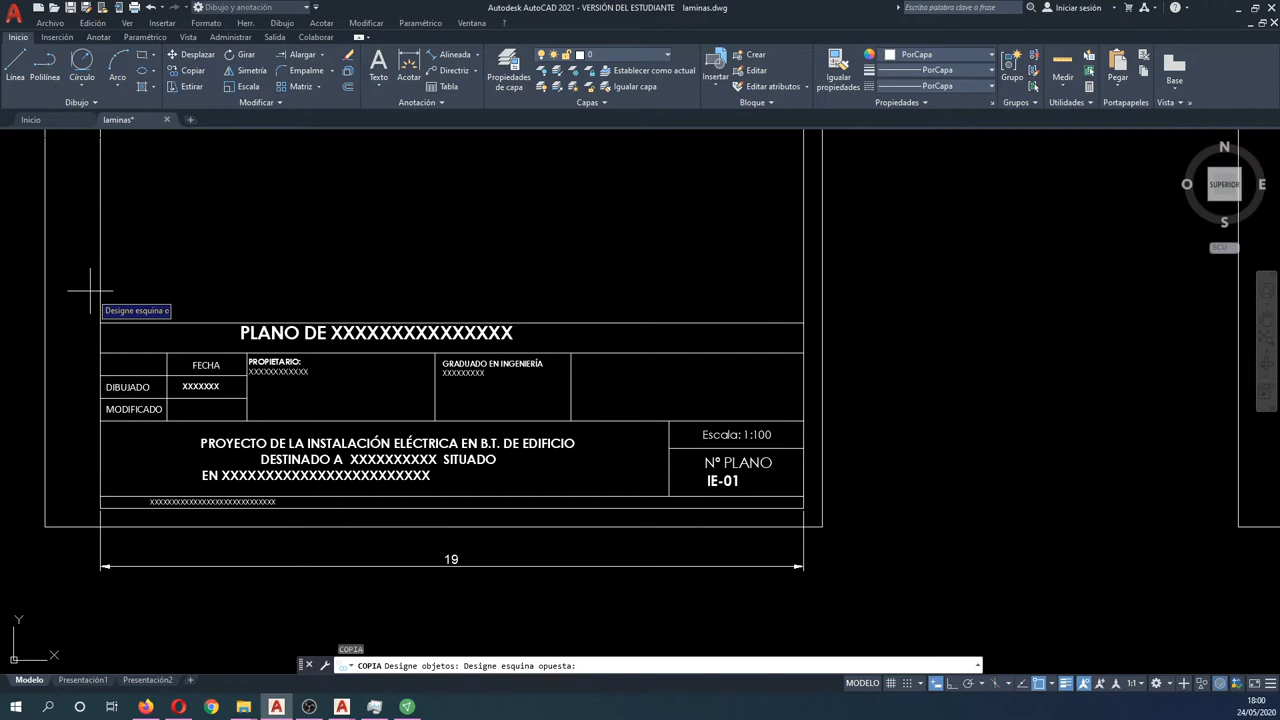 Dibujo y anotación
Autodesk AutoCAD 2021 - VERSIÓN DEL ESTUDIANTE laminas.dwg
Escriba palabra clave o frase
Iniciar sesión
Archivo Edición Ver Insertar Formato Herr. Dibujo Acotar Modificar Paramétrico Ventana ?
Inicio Inserción Anotar Paramétrico Vista Administrar Salida Colaborar
Línea Polilínea Círculo Arco
Desplazar Girar Alargar
Copiar Simetría Empalme
Estirar Escala Matriz
Texto Acotar
Alineada
Directriz
Tabla
Propiedades de capa
0
Establecer como actual
Igualar capa
Insertar
Crear
Editar
Editar atributos
Igualar propiedades
PorCapa
PorCapa
PorCapa
Grupo Medir Pegar Base
Dibujo Modificar Anotación Capas Bloque Propiedades Grupos Utilidades Portapapeles Vista
Inicio laminas*
N
O SUPERIOR E
S
SCU
Designe esquina o
PLANO DE XXXXXXXXXXXXXXX
FECHA
DIBUJADO XXXXXXX
MODIFICADO
PROPIETARIO:
XXXXXXXXXXXX
GRADUADO EN INGENIERÍA
XXXXXXXXX
PROYECTO DE LA INSTALACIÓN ELÉCTRICA EN B.T. DE EDIFICIO
DESTINADO A XXXXXXXXXX SITUADO
EN XXXXXXXXXXXXXXXXXXXXXXX
Escala: 1:100
Nº PLANO
IE-01
19
Y
X
COPIA
COPIA Designe objetos: Designe esquina opuesta:
Modelo Presentación1 Presentación2
MODELO
1:1
18:00
24/05/2020